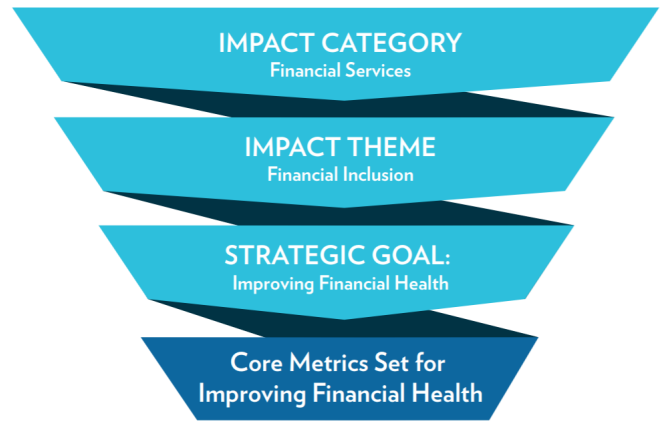 IMPACT CATEGORY
Financial Services
IMPACT THEME
Financial Inclusion
STRATEGIC GOAL:
Improving Financial Health
Core Metrics Set for
Improving Financial Health